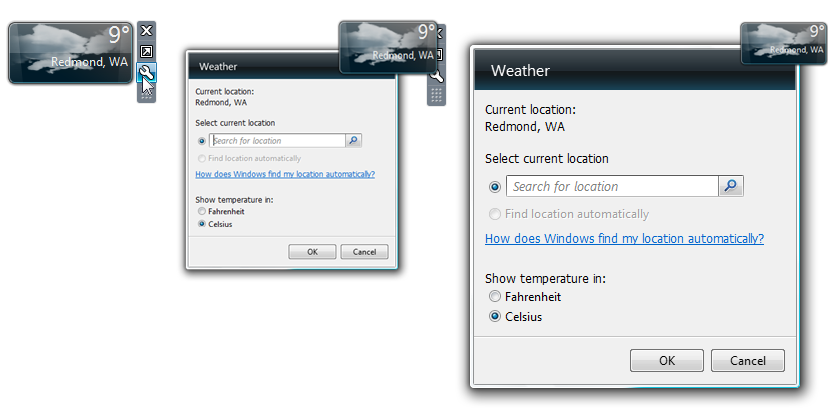 9°
Redmond, WA
9°
Redmond, WA
Weather
Current location:
Redmond, WA
Select current location
Search for location
Find location automatically
How does Windows find my location automatically?
Show temperature in:
Fahrenheit
Celsius
OK
Cancel
9°
Redmond, WA
Weather
Current location:
Redmond, WA
Select current location
Search for location
Find location automatically
How does Windows find my location automatically?
Show temperature in:
Fahrenheit
Celsius
OK
Cancel